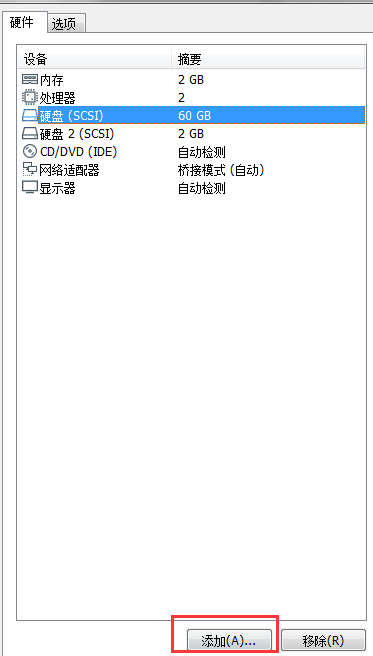 硬件 选项
设备 摘要
内存 2 GB
处理器 2
硬盘 (SCSI) 60 GB
硬盘 2 (SCSI) 2 GB
CD/DVD (IDE) 自动检测
网络适配器 桥接模式 (自动)
显示器 自动检测
添加(A)... 移除(R)